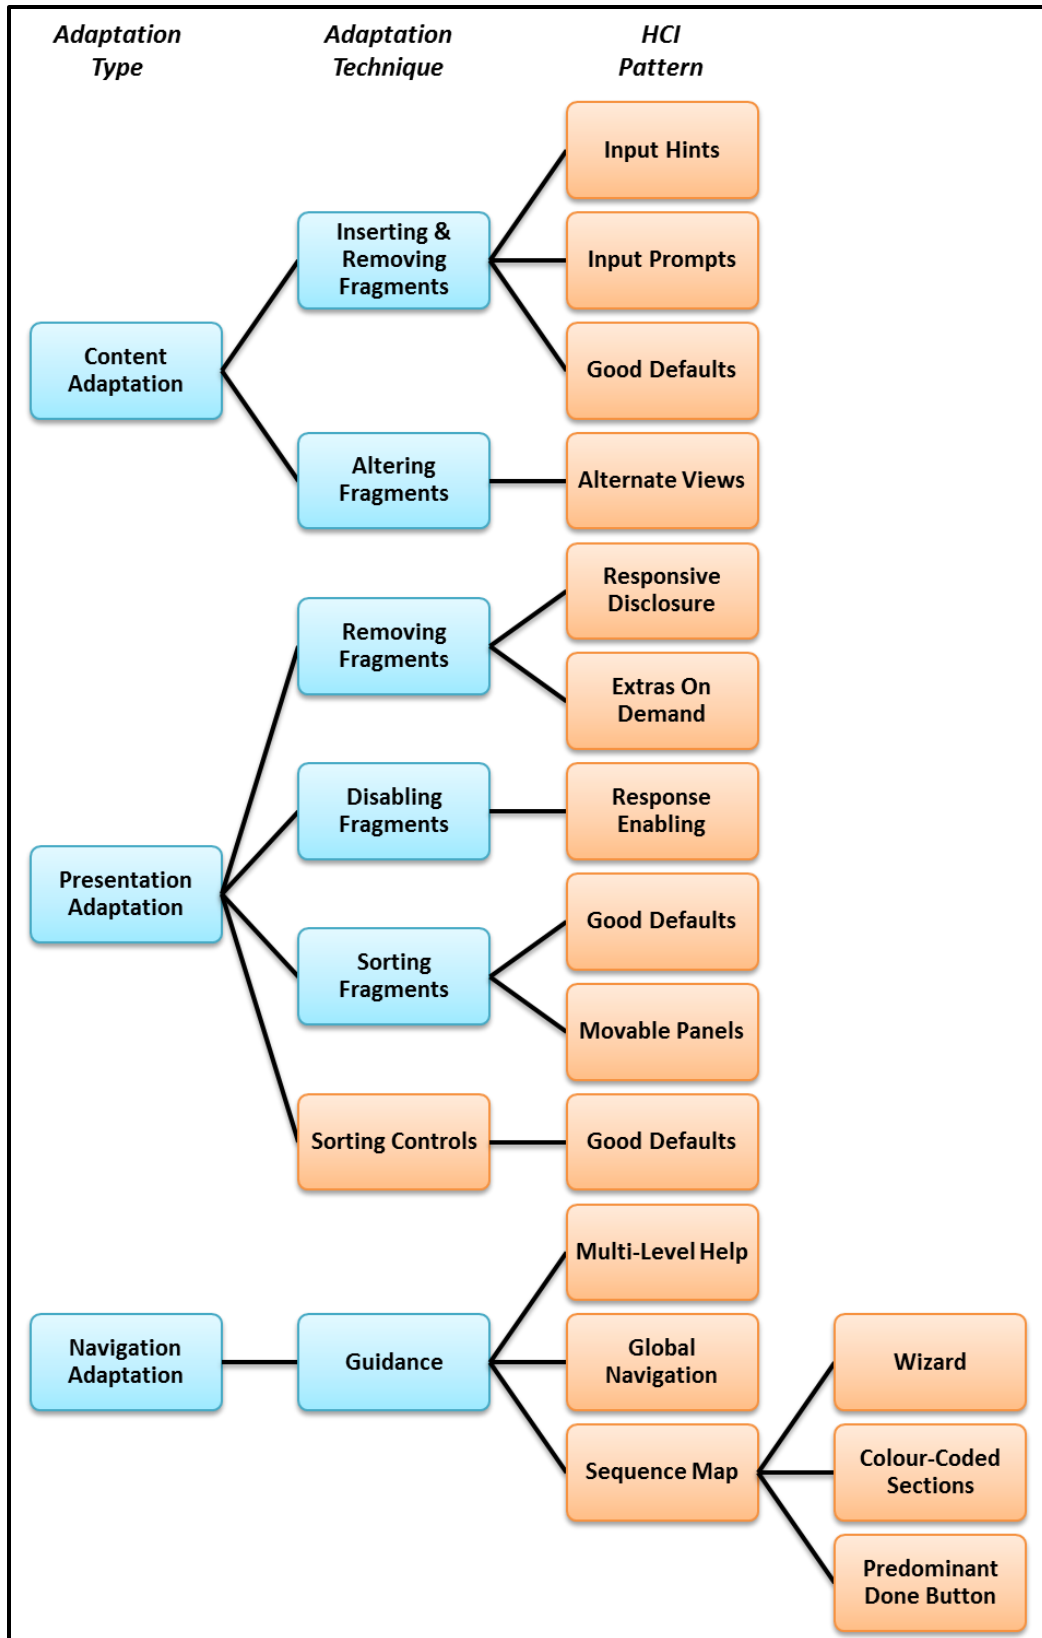 Adaptation
Type
Adaptation
Technique
HCI
Pattern
Input Hints
Inserting &
Removing
Fragments
Input Prompts
Content
Adaptation
Good Defaults
Altering
Fragments
Alternate Views
Responsive
Disclosure
Removing
Fragments
Extras On
Demand
Disabling
Fragments
Response
Enabling
Presentation
Adaptation
Good Defaults
Sorting
Fragments
Movable Panels
Sorting Controls
Good Defaults
Multi-Level Help
Navigation
Adaptation
Guidance
Global
Navigation
Wizard
Sequence Map
Colour-Coded
Sections
Predominant
Done Button